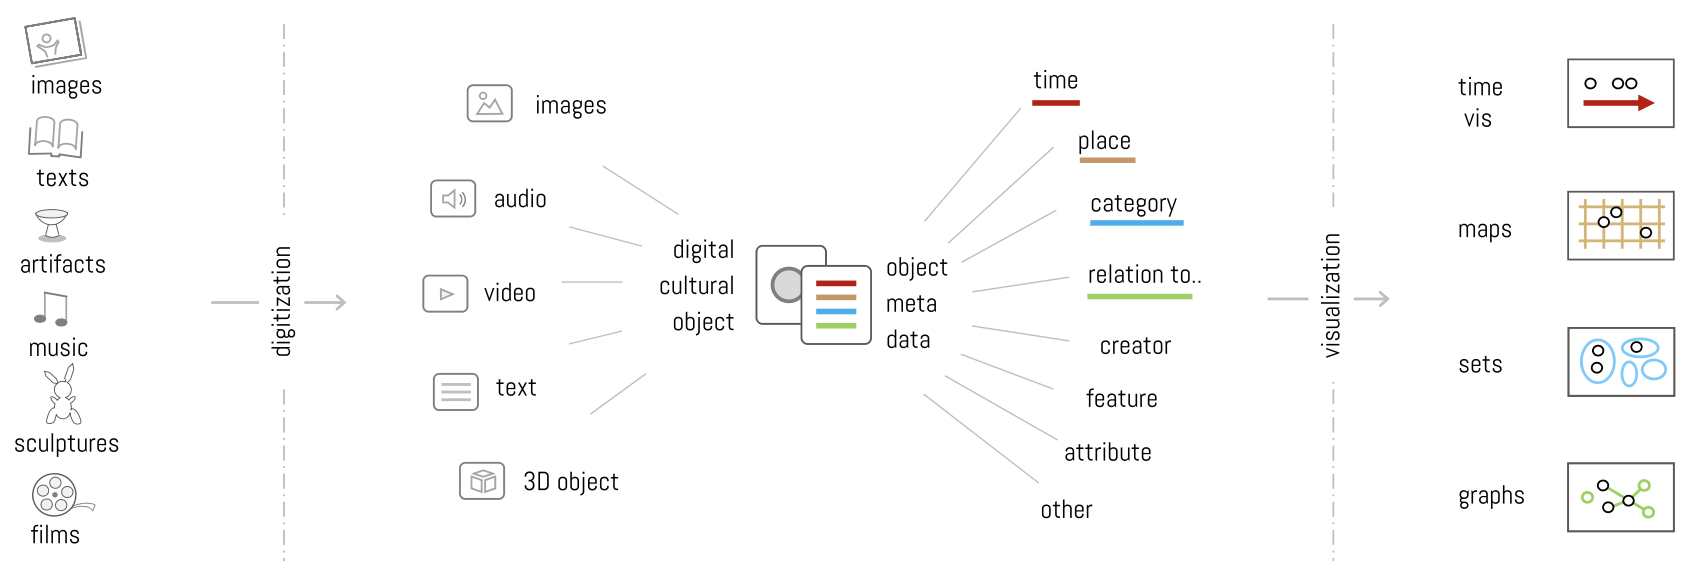 images
texts
artifacts
music
sculptures
films
digitization
images
audio
video
text
3D object
digital
cultural
object
object
meta
data
time
place
category
relation to..
creator
feature
attribute
other
visualization
time
vis
maps
sets
graphs